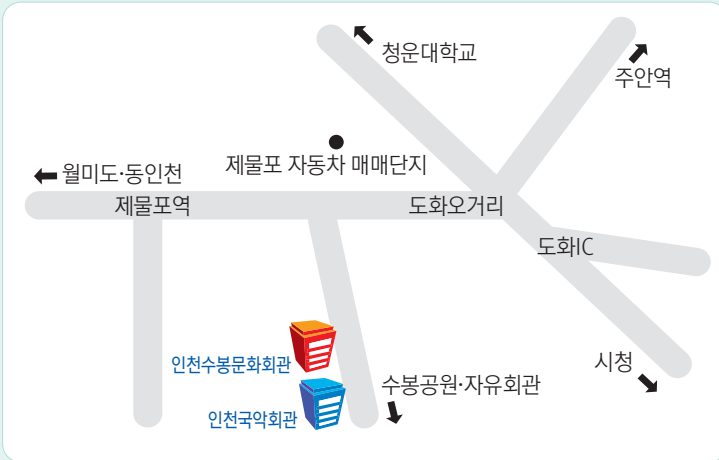 청운대학교
주안역
제물포 자동차 매매단지
월미도·동인천
제물포역
도화오거리
도화IC
시청
인천수봉문화회관
수봉공원·자유회관
인천국악회관